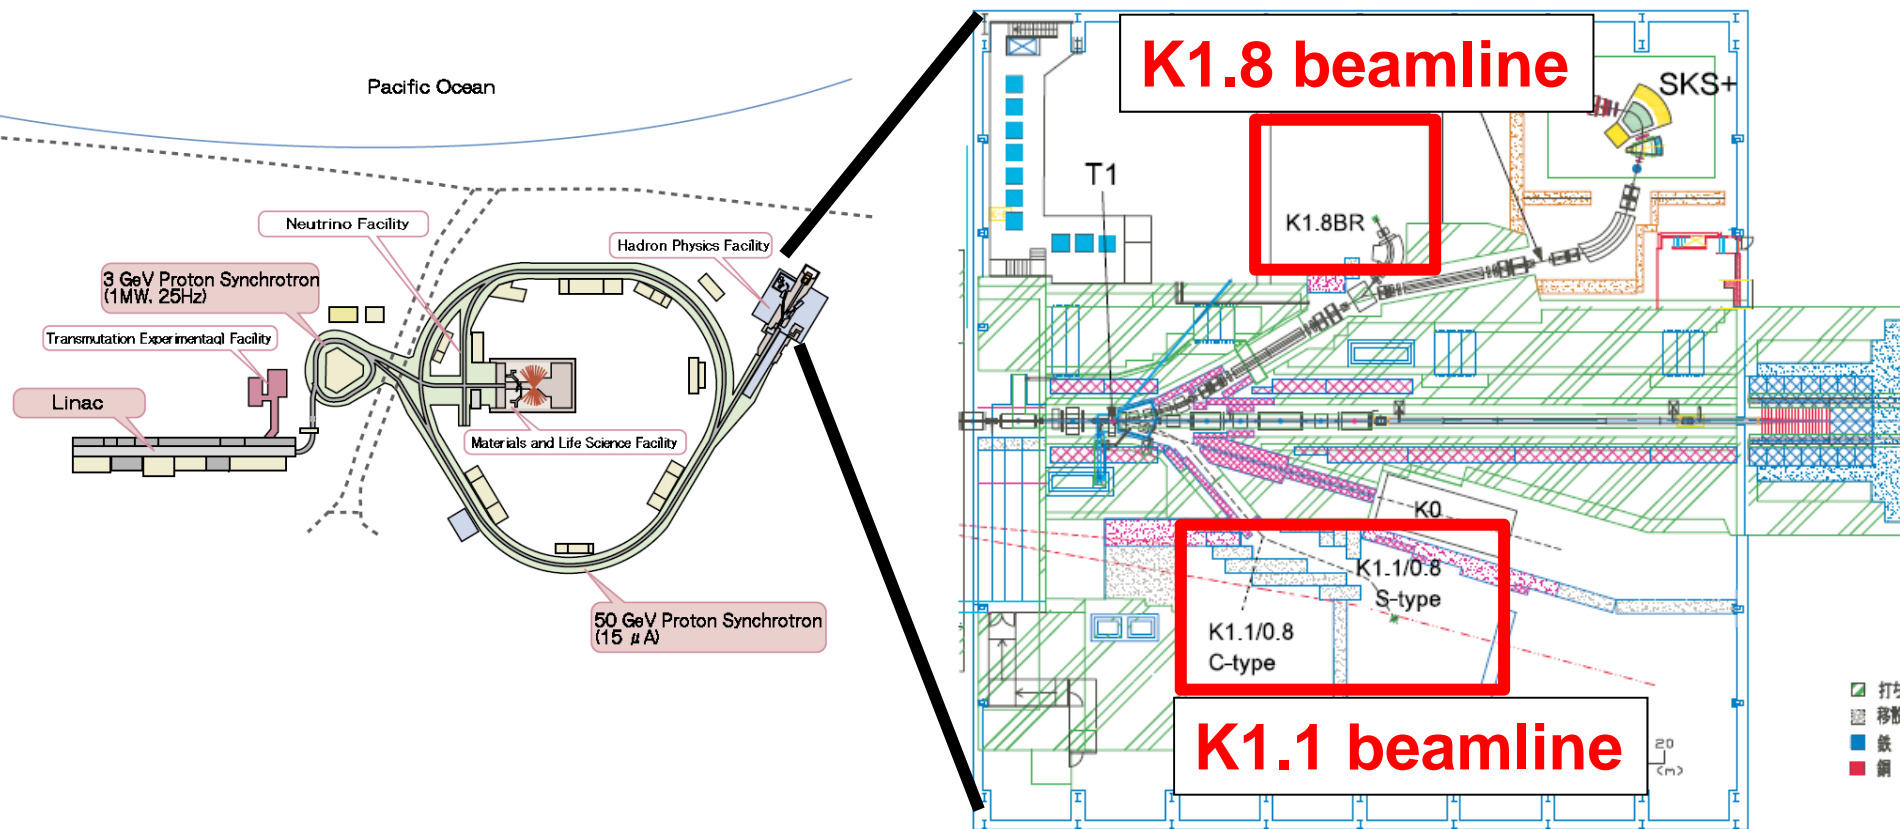 Pacific Ocean
Neutrino Facility
Hadron Physics Facility
3 GeV Proton Synchrotron
(1MW, 25Hz)
Transmutation Experimentaql Facility
Linac
Materials and Life Science Facility
50 GeV Proton Synchrotron
(15 μA)
K1.8 beamline
SKS+
T1
K1.8BR
K0
K1.1/0.8
S-type
K1.1/0.8
C-type
K1.1 beamline
20
(m)
鉄
銅